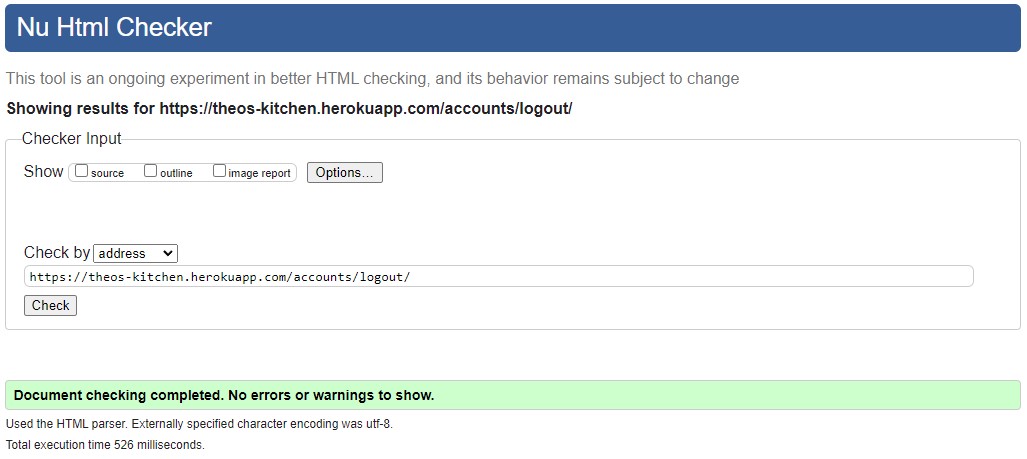 Nu Html Checker
This tool is an ongoing experiment in better HTML checking, and its behavior remains subject to change
Showing results for https://theos-kitchen.herokuapp.com/accounts/logout/
Checker Input
Show source outline image report Options...
Check by address
https://theos-kitchen.herokuapp.com/accounts/logout/
Check
Document checking completed. No errors or warnings to show.
Used the HTML parser. Externally specified character encoding was utf-8.
Total execution time 526 milliseconds.